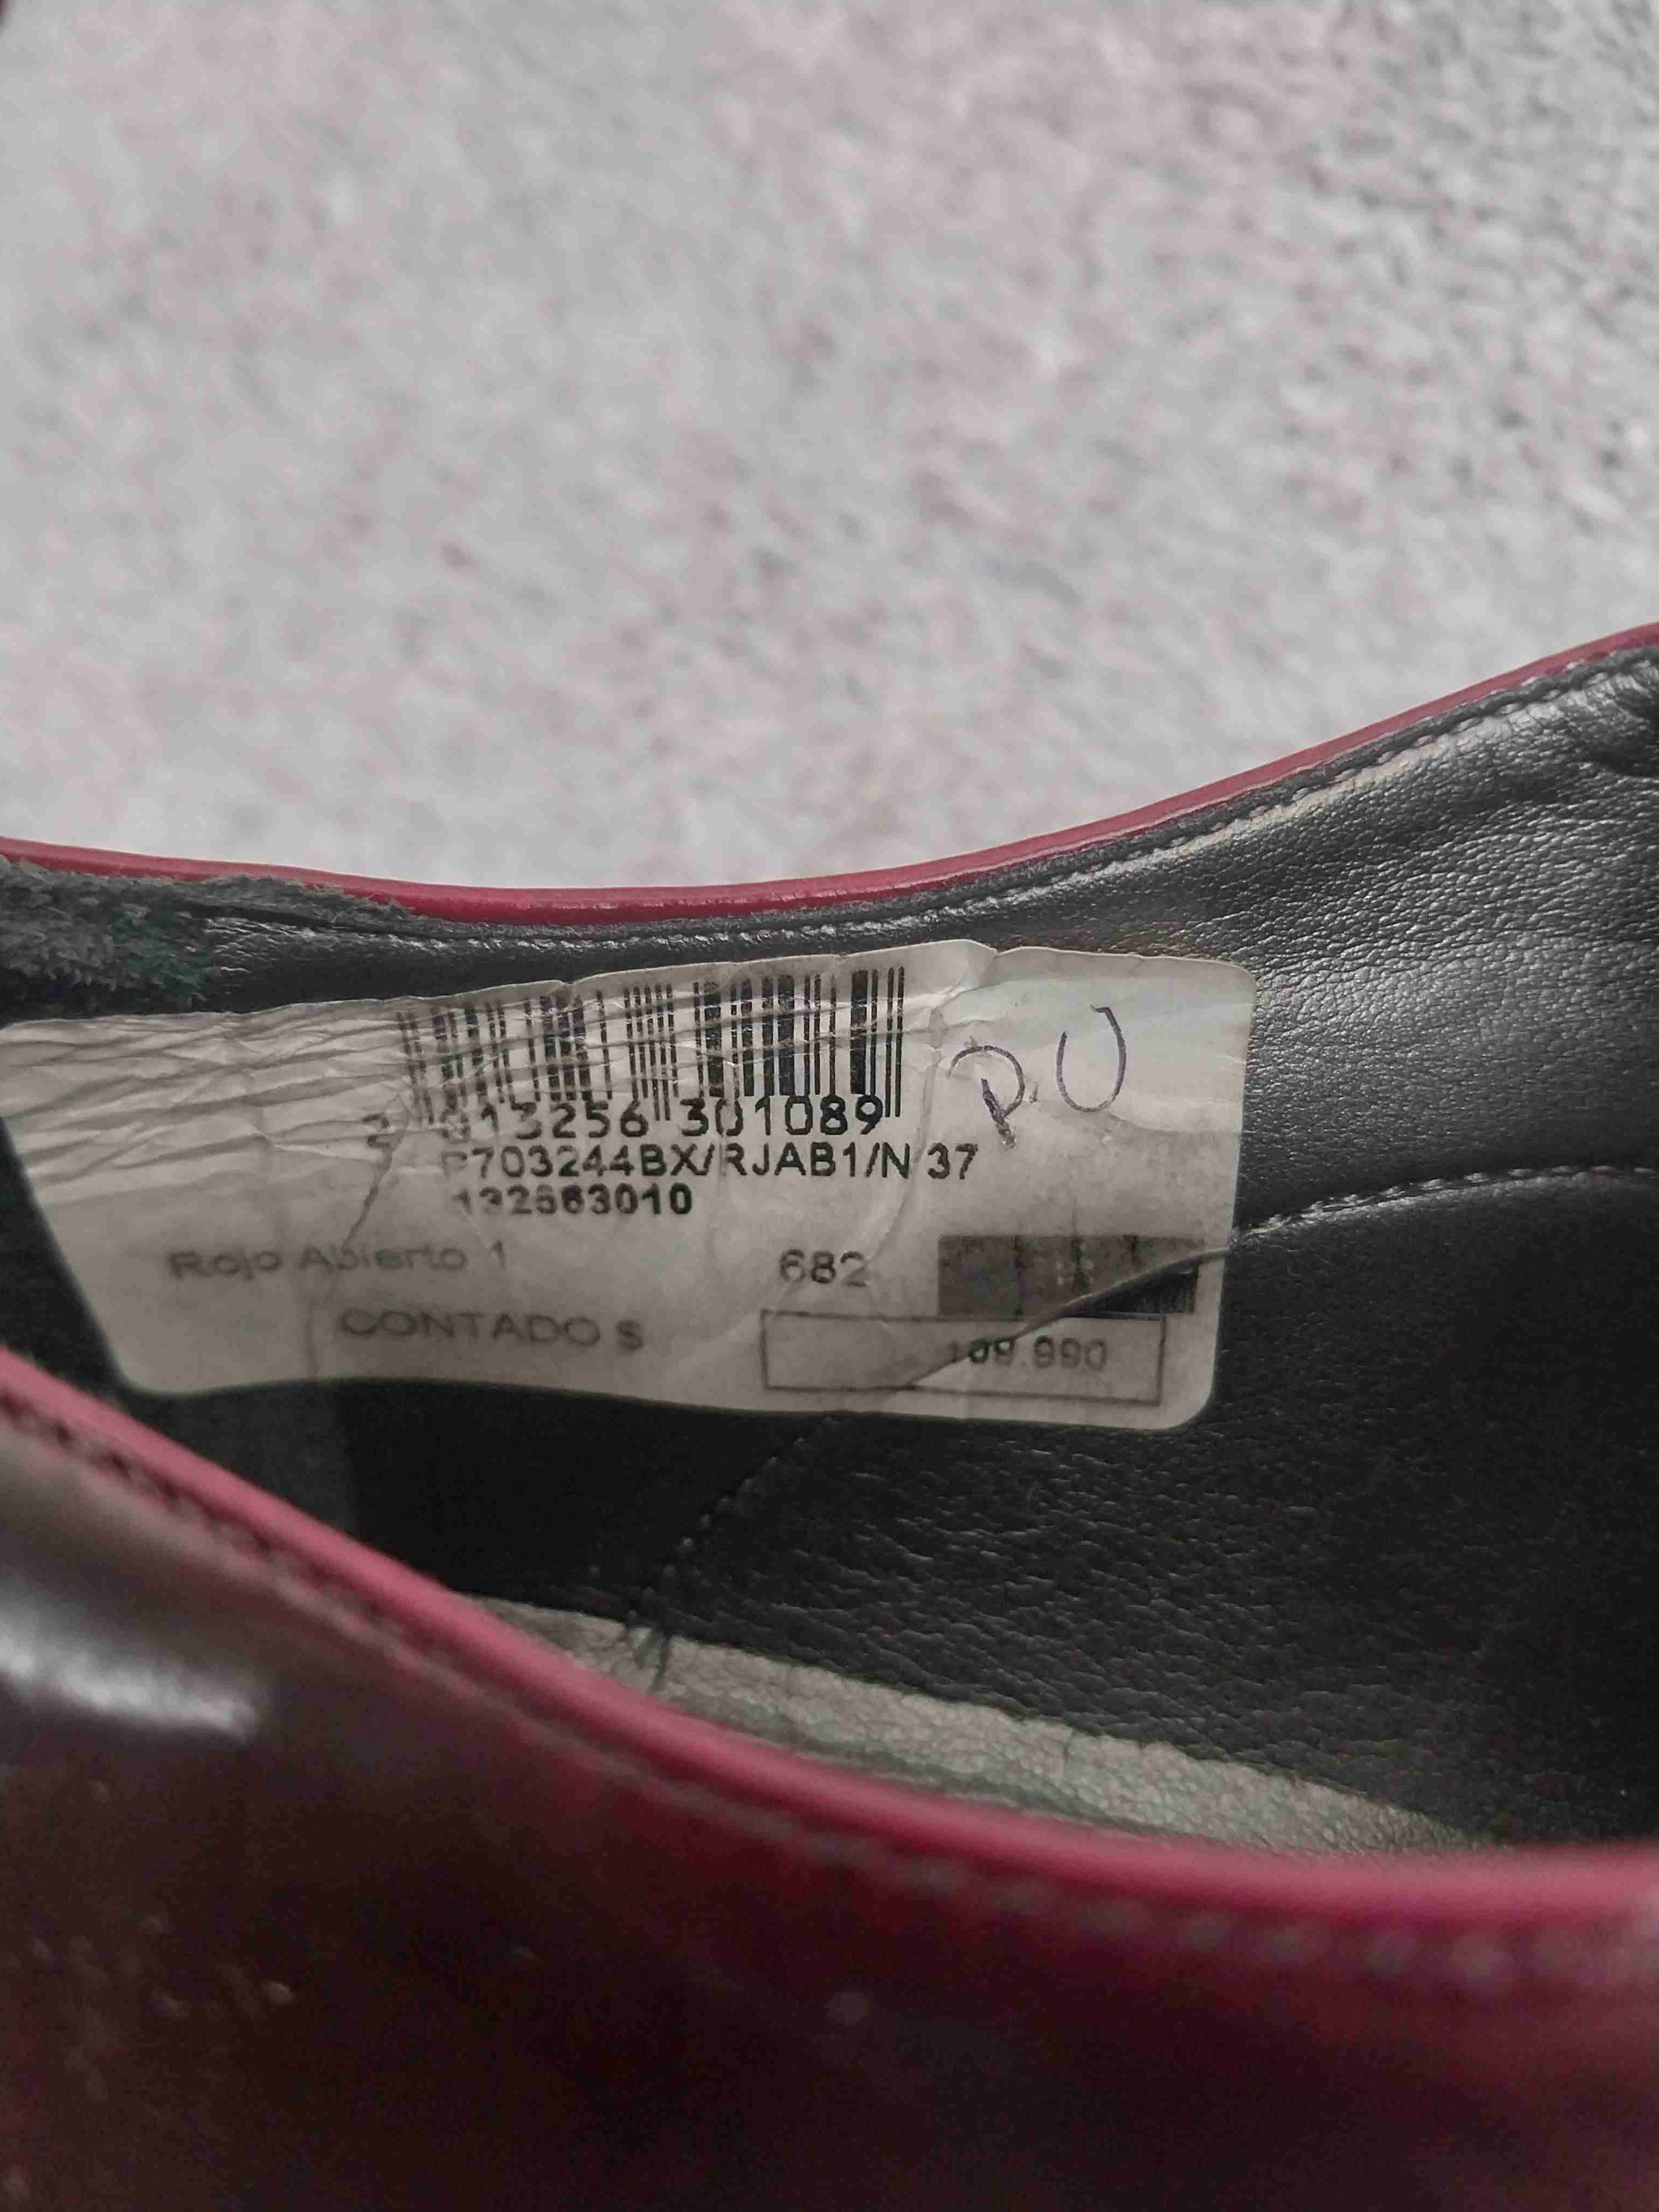 P.U
2 013256 301089
P703244BX/RJAB1/N 37
132563010
Rojo Abierto 1 682
CONTADO $ 109.990